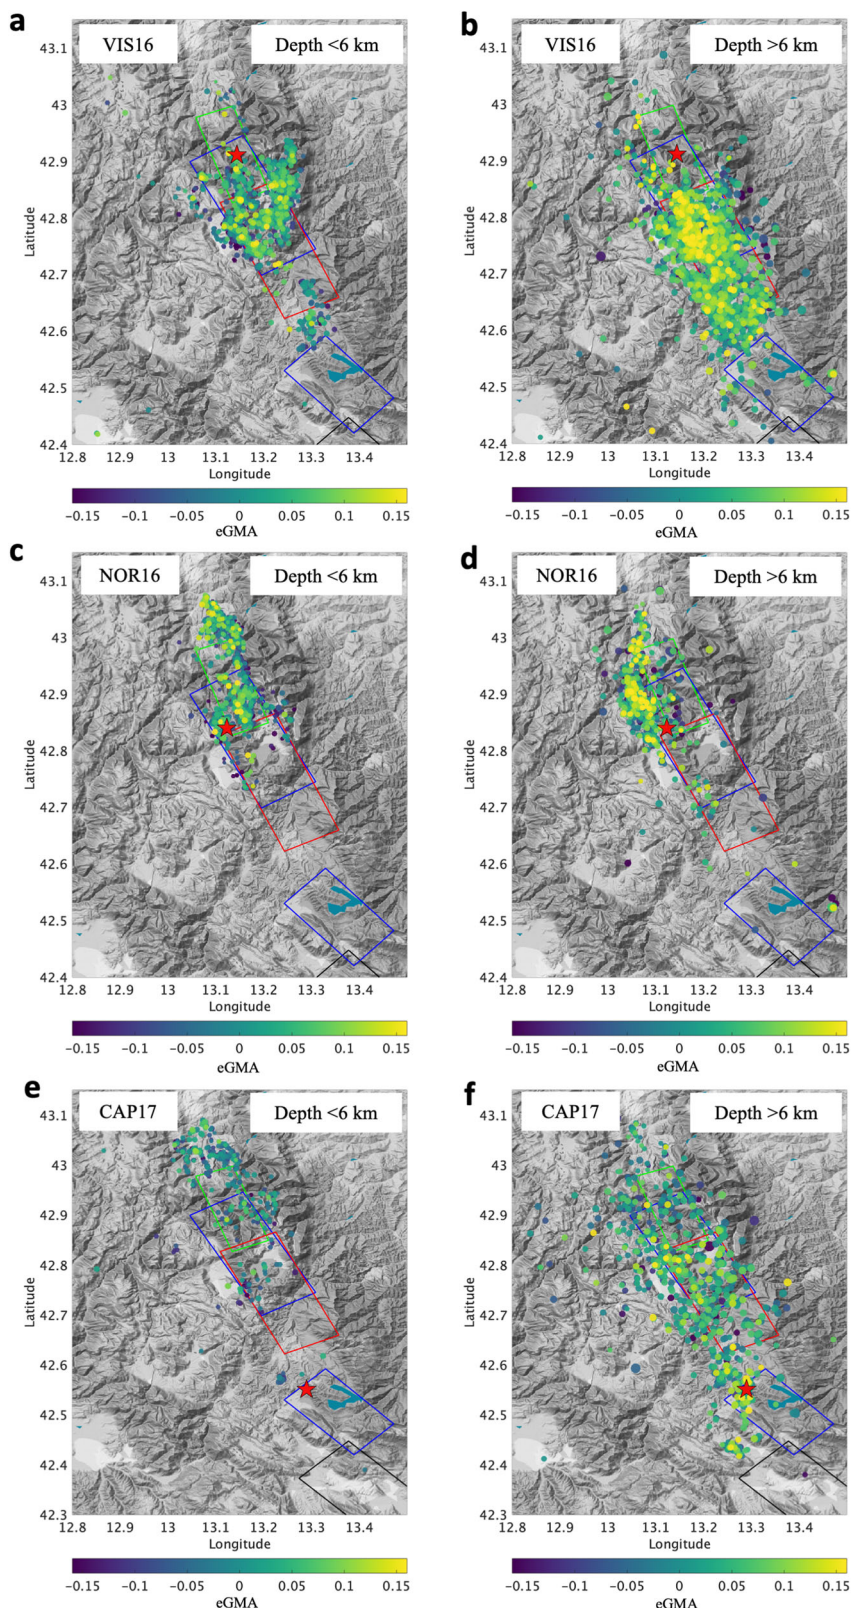 a
VIS16
Depth <6 km
43.1
43
42.9
42.8
42.7
42.6
42.5
42.4
Latitude
12.8 12.9 13 13.1 13.2 13.3 13.4
Longitude
−0.15 −0.1 −0.05 0 0.05 0.1 0.15
eGMA
b
VIS16
Depth >6 km
43.1
43
42.9
42.8
42.7
42.6
42.5
42.4
Latitude
12.8 12.9 13 13.1 13.2 13.3 13.4
Longitude
−0.15 −0.1 −0.05 0 0.05 0.1 0.15
eGMA
c
NOR16
Depth <6 km
43.1
43
42.9
42.8
42.7
42.6
42.5
42.4
Latitude
12.8 12.9 13 13.1 13.2 13.3 13.4
Longitude
−0.15 −0.1 −0.05 0 0.05 0.1 0.15
eGMA
d
NOR16
Depth >6 km
43.1
43
42.9
42.8
42.7
42.6
42.5
42.4
Latitude
12.8 12.9 13 13.1 13.2 13.3 13.4
Longitude
−0.15 −0.1 −0.05 0 0.05 0.1 0.15
eGMA
e
CAP17
Depth <6 km
43.1
43
42.9
42.8
42.7
42.6
42.5
42.4
42.3
Latitude
12.8 12.9 13 13.1 13.2 13.3 13.4
Longitude
−0.15 −0.1 −0.05 0 0.05 0.1 0.15
eGMA
f
CAP17
Depth >6 km
43.1
43
42.9
42.8
42.7
42.6
42.5
42.4
42.3
Latitude
12.8 12.9 13 13.1 13.2 13.3 13.4
Longitude
−0.15 −0.1 −0.05 0 0.05 0.1 0.15
eGMA